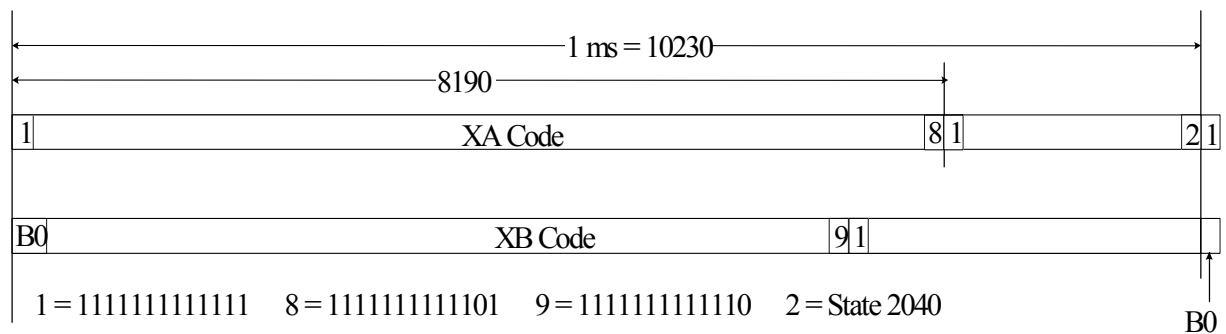 1 ms = 10230
8190
1 XA Code 8 1 2 1
B0 XB Code 9 1
1 = 1111111111111 8 = 1111111111101 9 = 1111111111110 2 = State 2040
B0